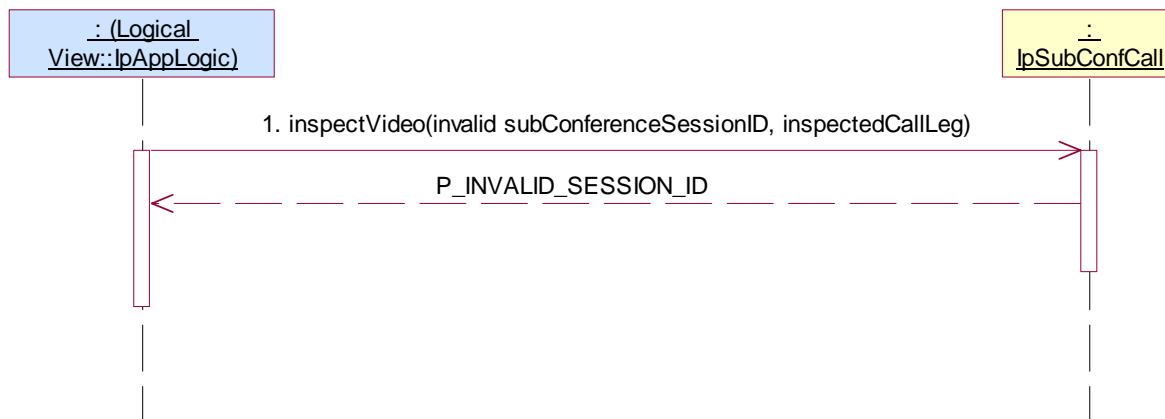 : (Logical
View::IpAppLogic)
:
IpSubConfCall
1. inspectVideo(invalid subConferenceSessionID, inspectedCallLeg)
P_INVALID_SESSION_ID